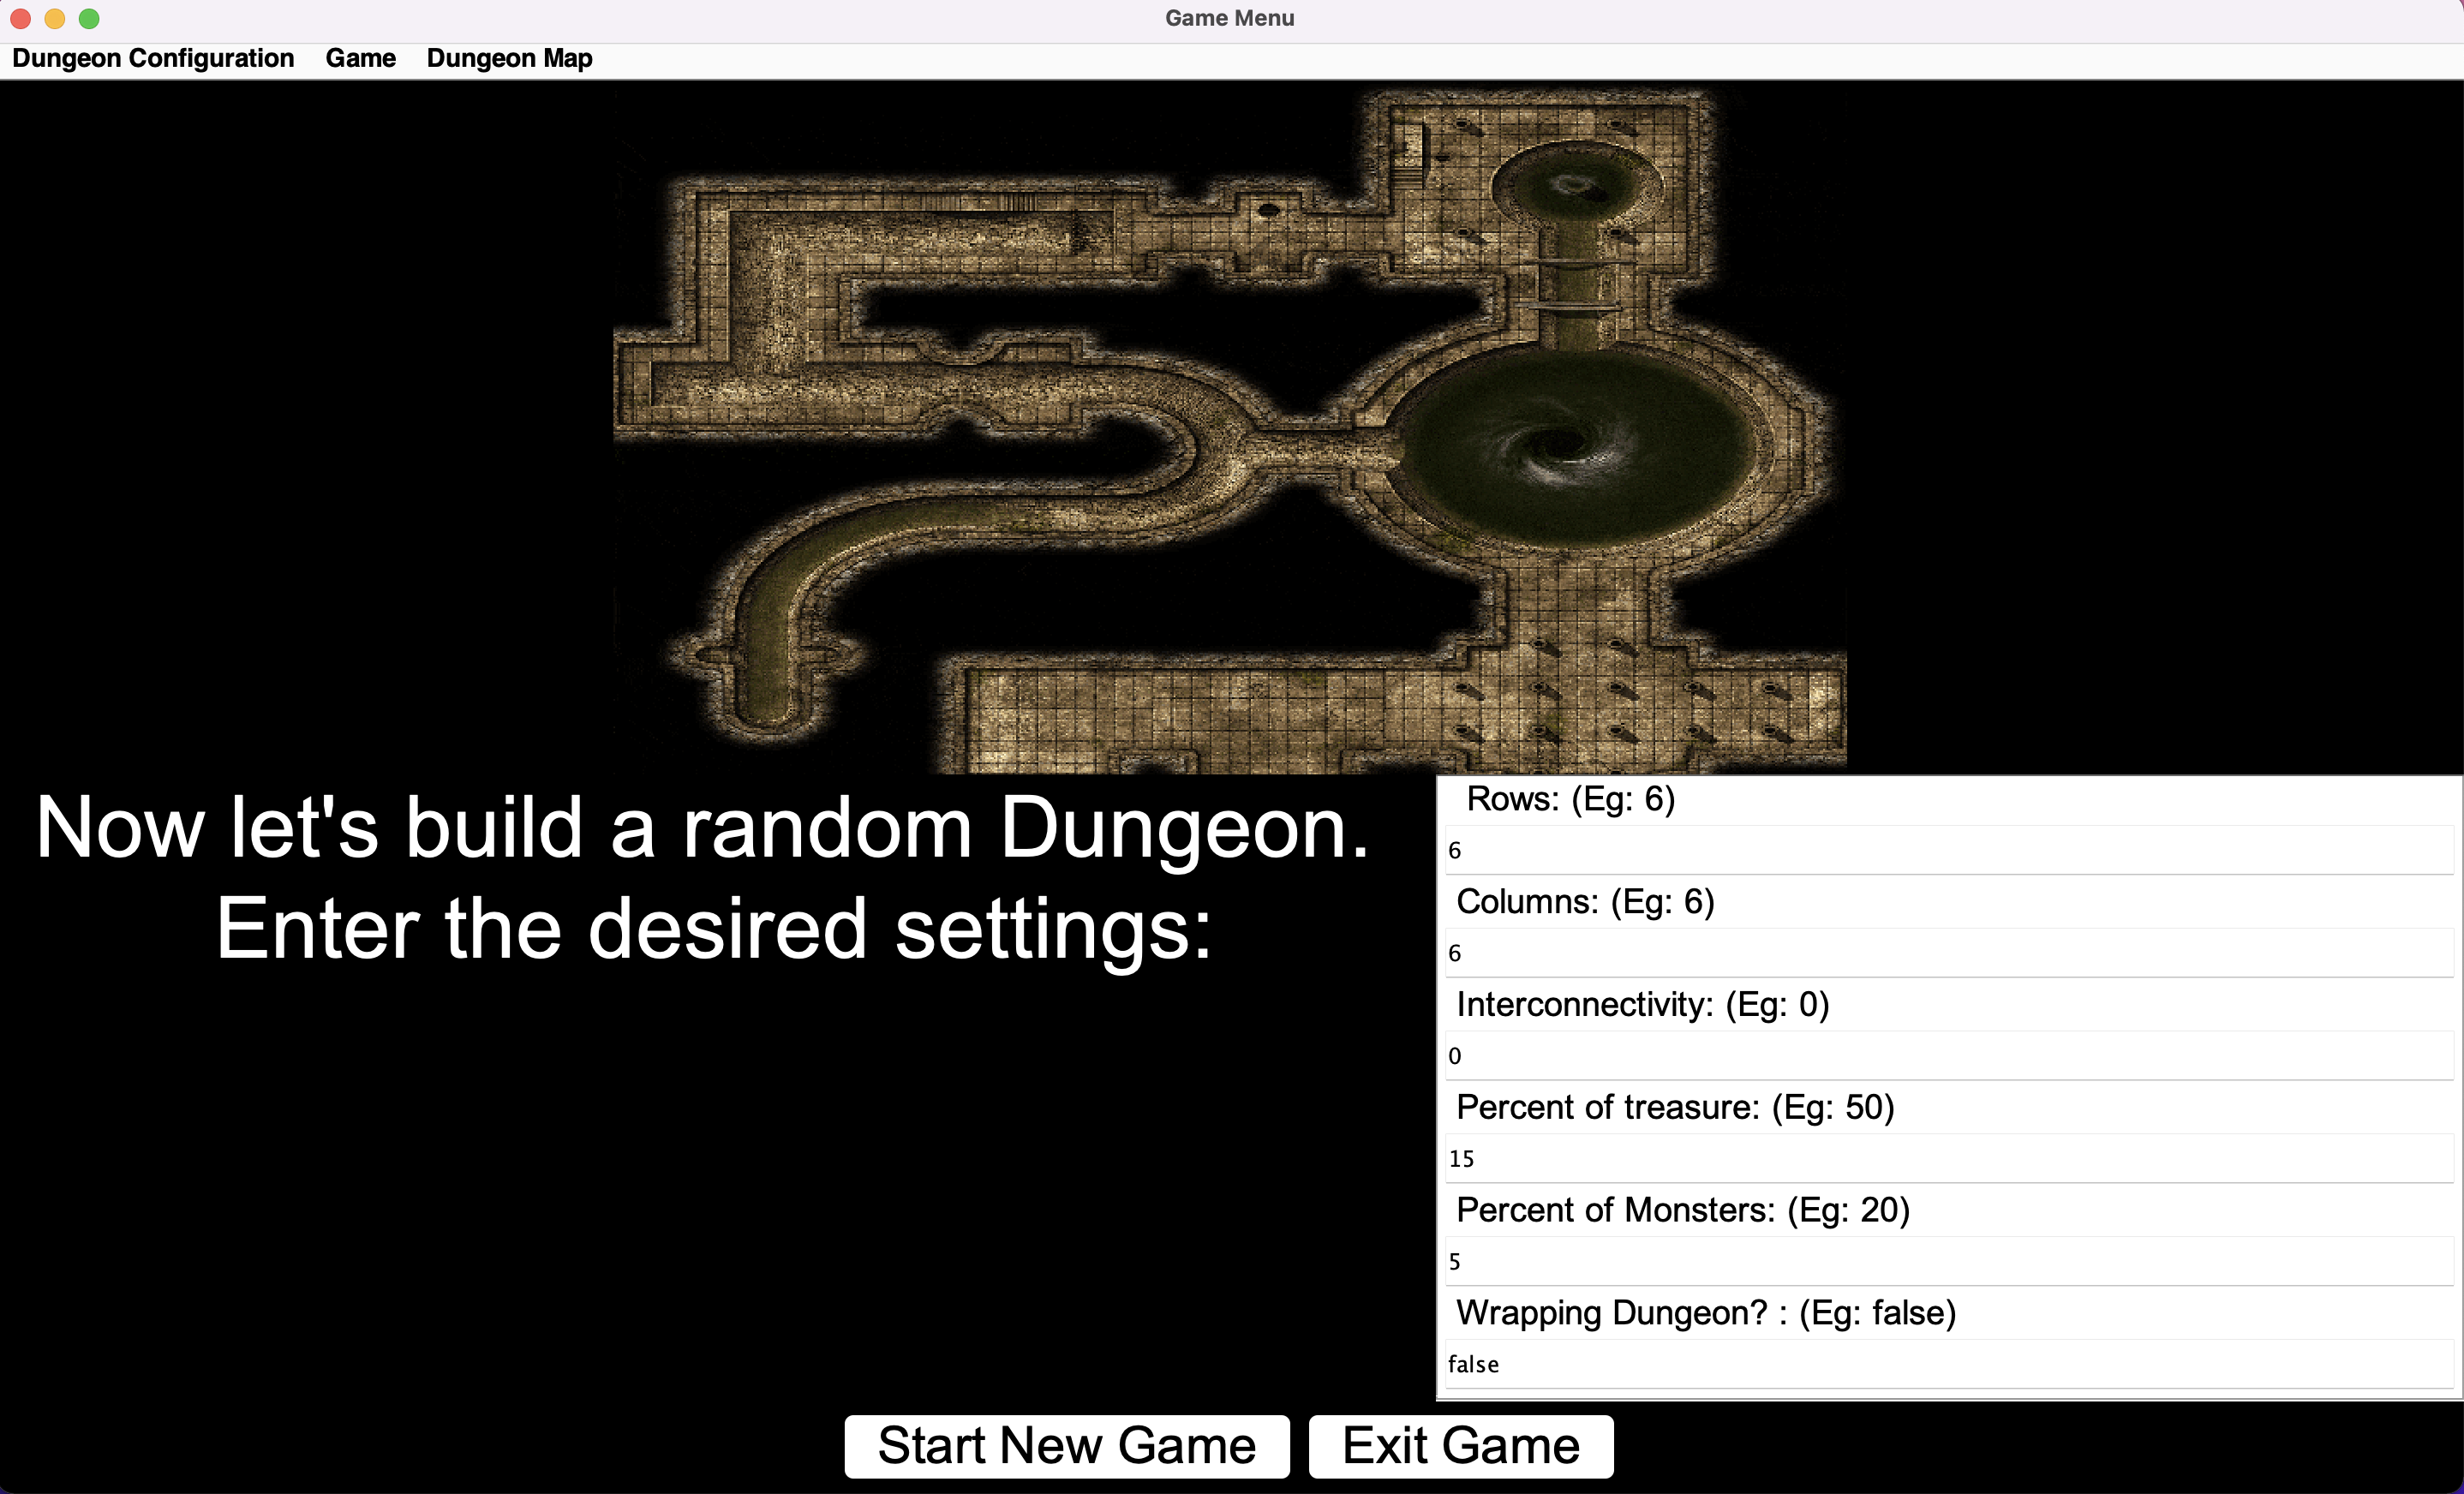 Game Menu
Dungeon Configuration Game Dungeon Map
Now let's build a random Dungeon.
Enter the desired settings:
Rows: (Eg: 6)
6
Columns: (Eg: 6)
6
Interconnectivity: (Eg: 0)
0
Percent of treasure: (Eg: 50)
15
Percent of Monsters: (Eg: 20)
5
Wrapping Dungeon? : (Eg: false)
false
Start New Game Exit Game